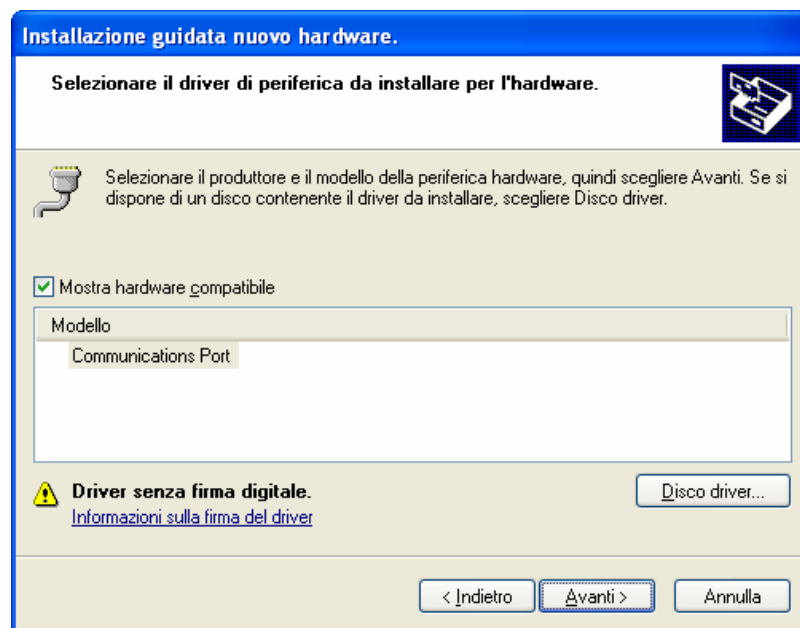 Installazione guidata nuovo hardware.
Selezionare il driver di periferica da installare per l'hardware.
Selezionare il produttore e il modello della periferica hardware, quindi scegliere Avanti. Se si
dispone di un disco contenente il driver da installare, scegliere Disco driver.
Mostra hardware compatibile
Modello
Communications Port
Driver senza firma digitale.
Disco driver...
Informazioni sulla firma del driver
< Indietro
Avanti >
Annulla